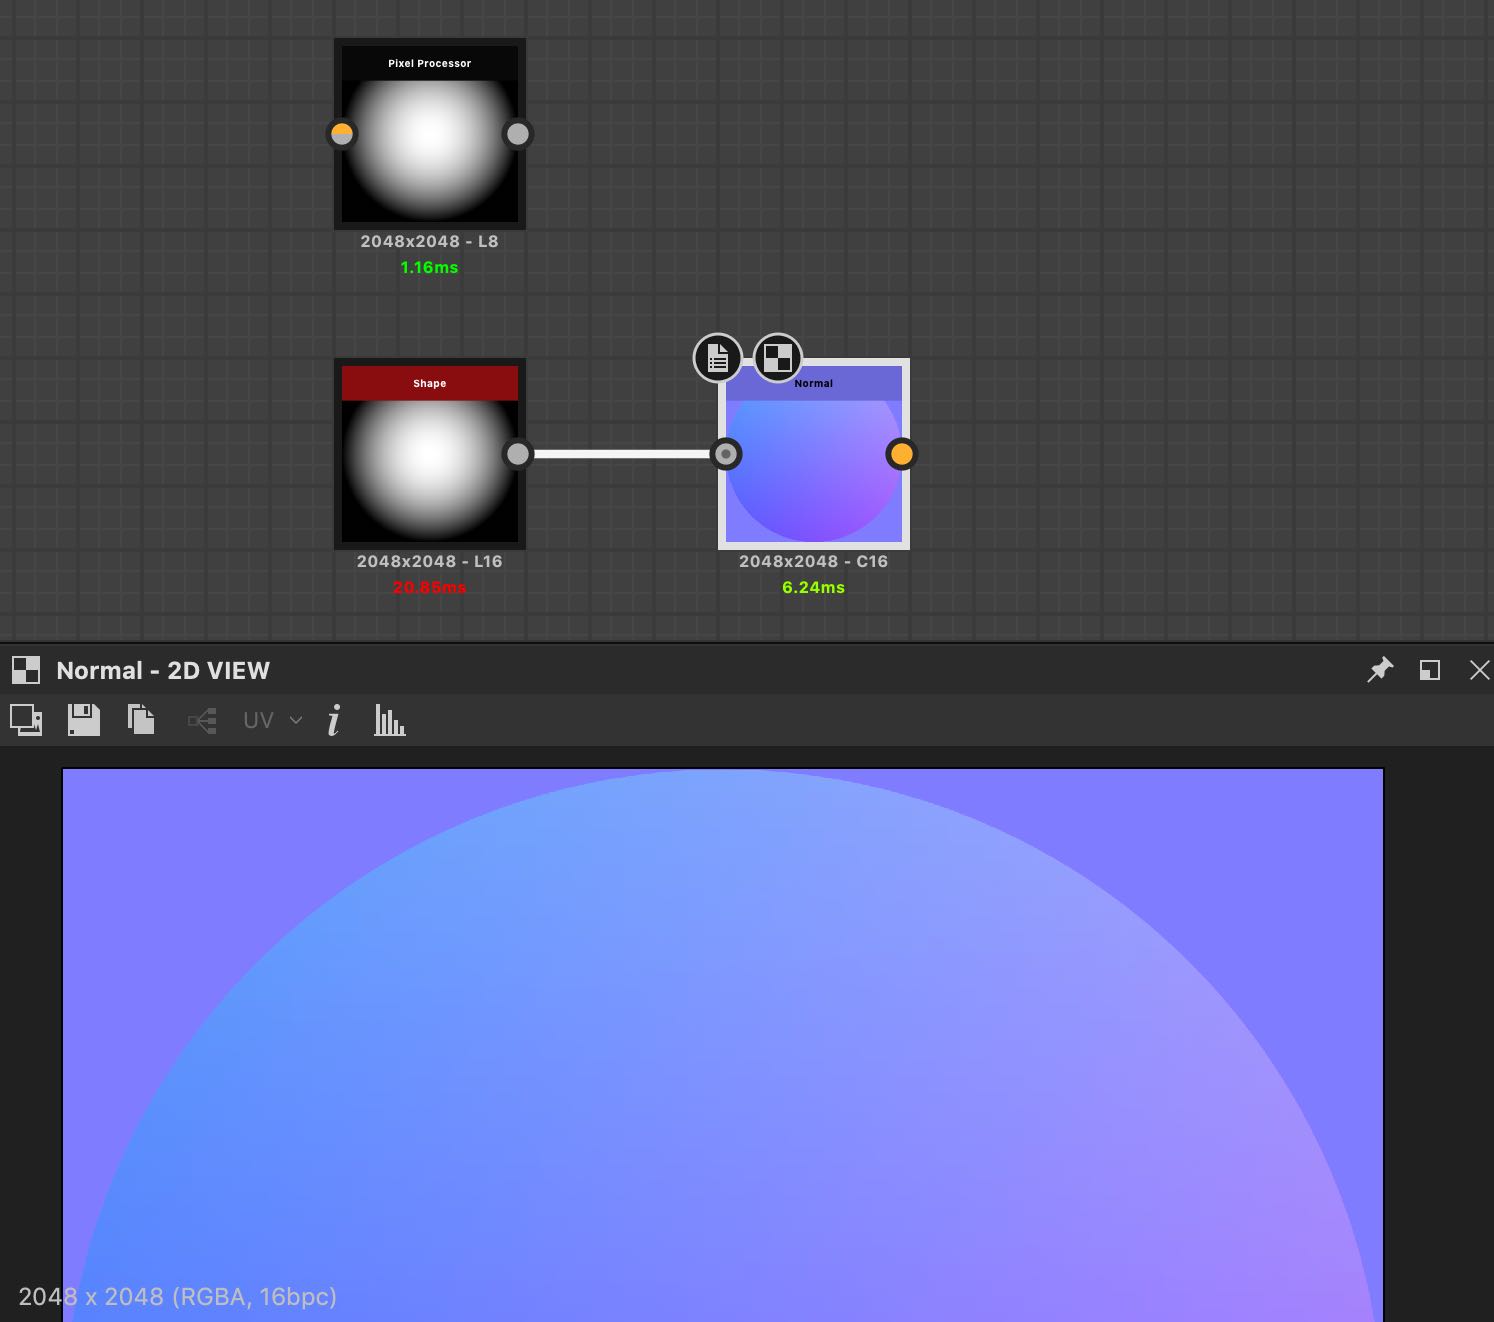 Pixel Processor
2048x2048 - L8
1.16ms
Shape
2048x2048 - L16
20.85ms
Normal
2048x2048 - C16
6.24ms
Normal - 2D VIEW
UV
i
2048 x 2048 (RGBA, 16bpc)